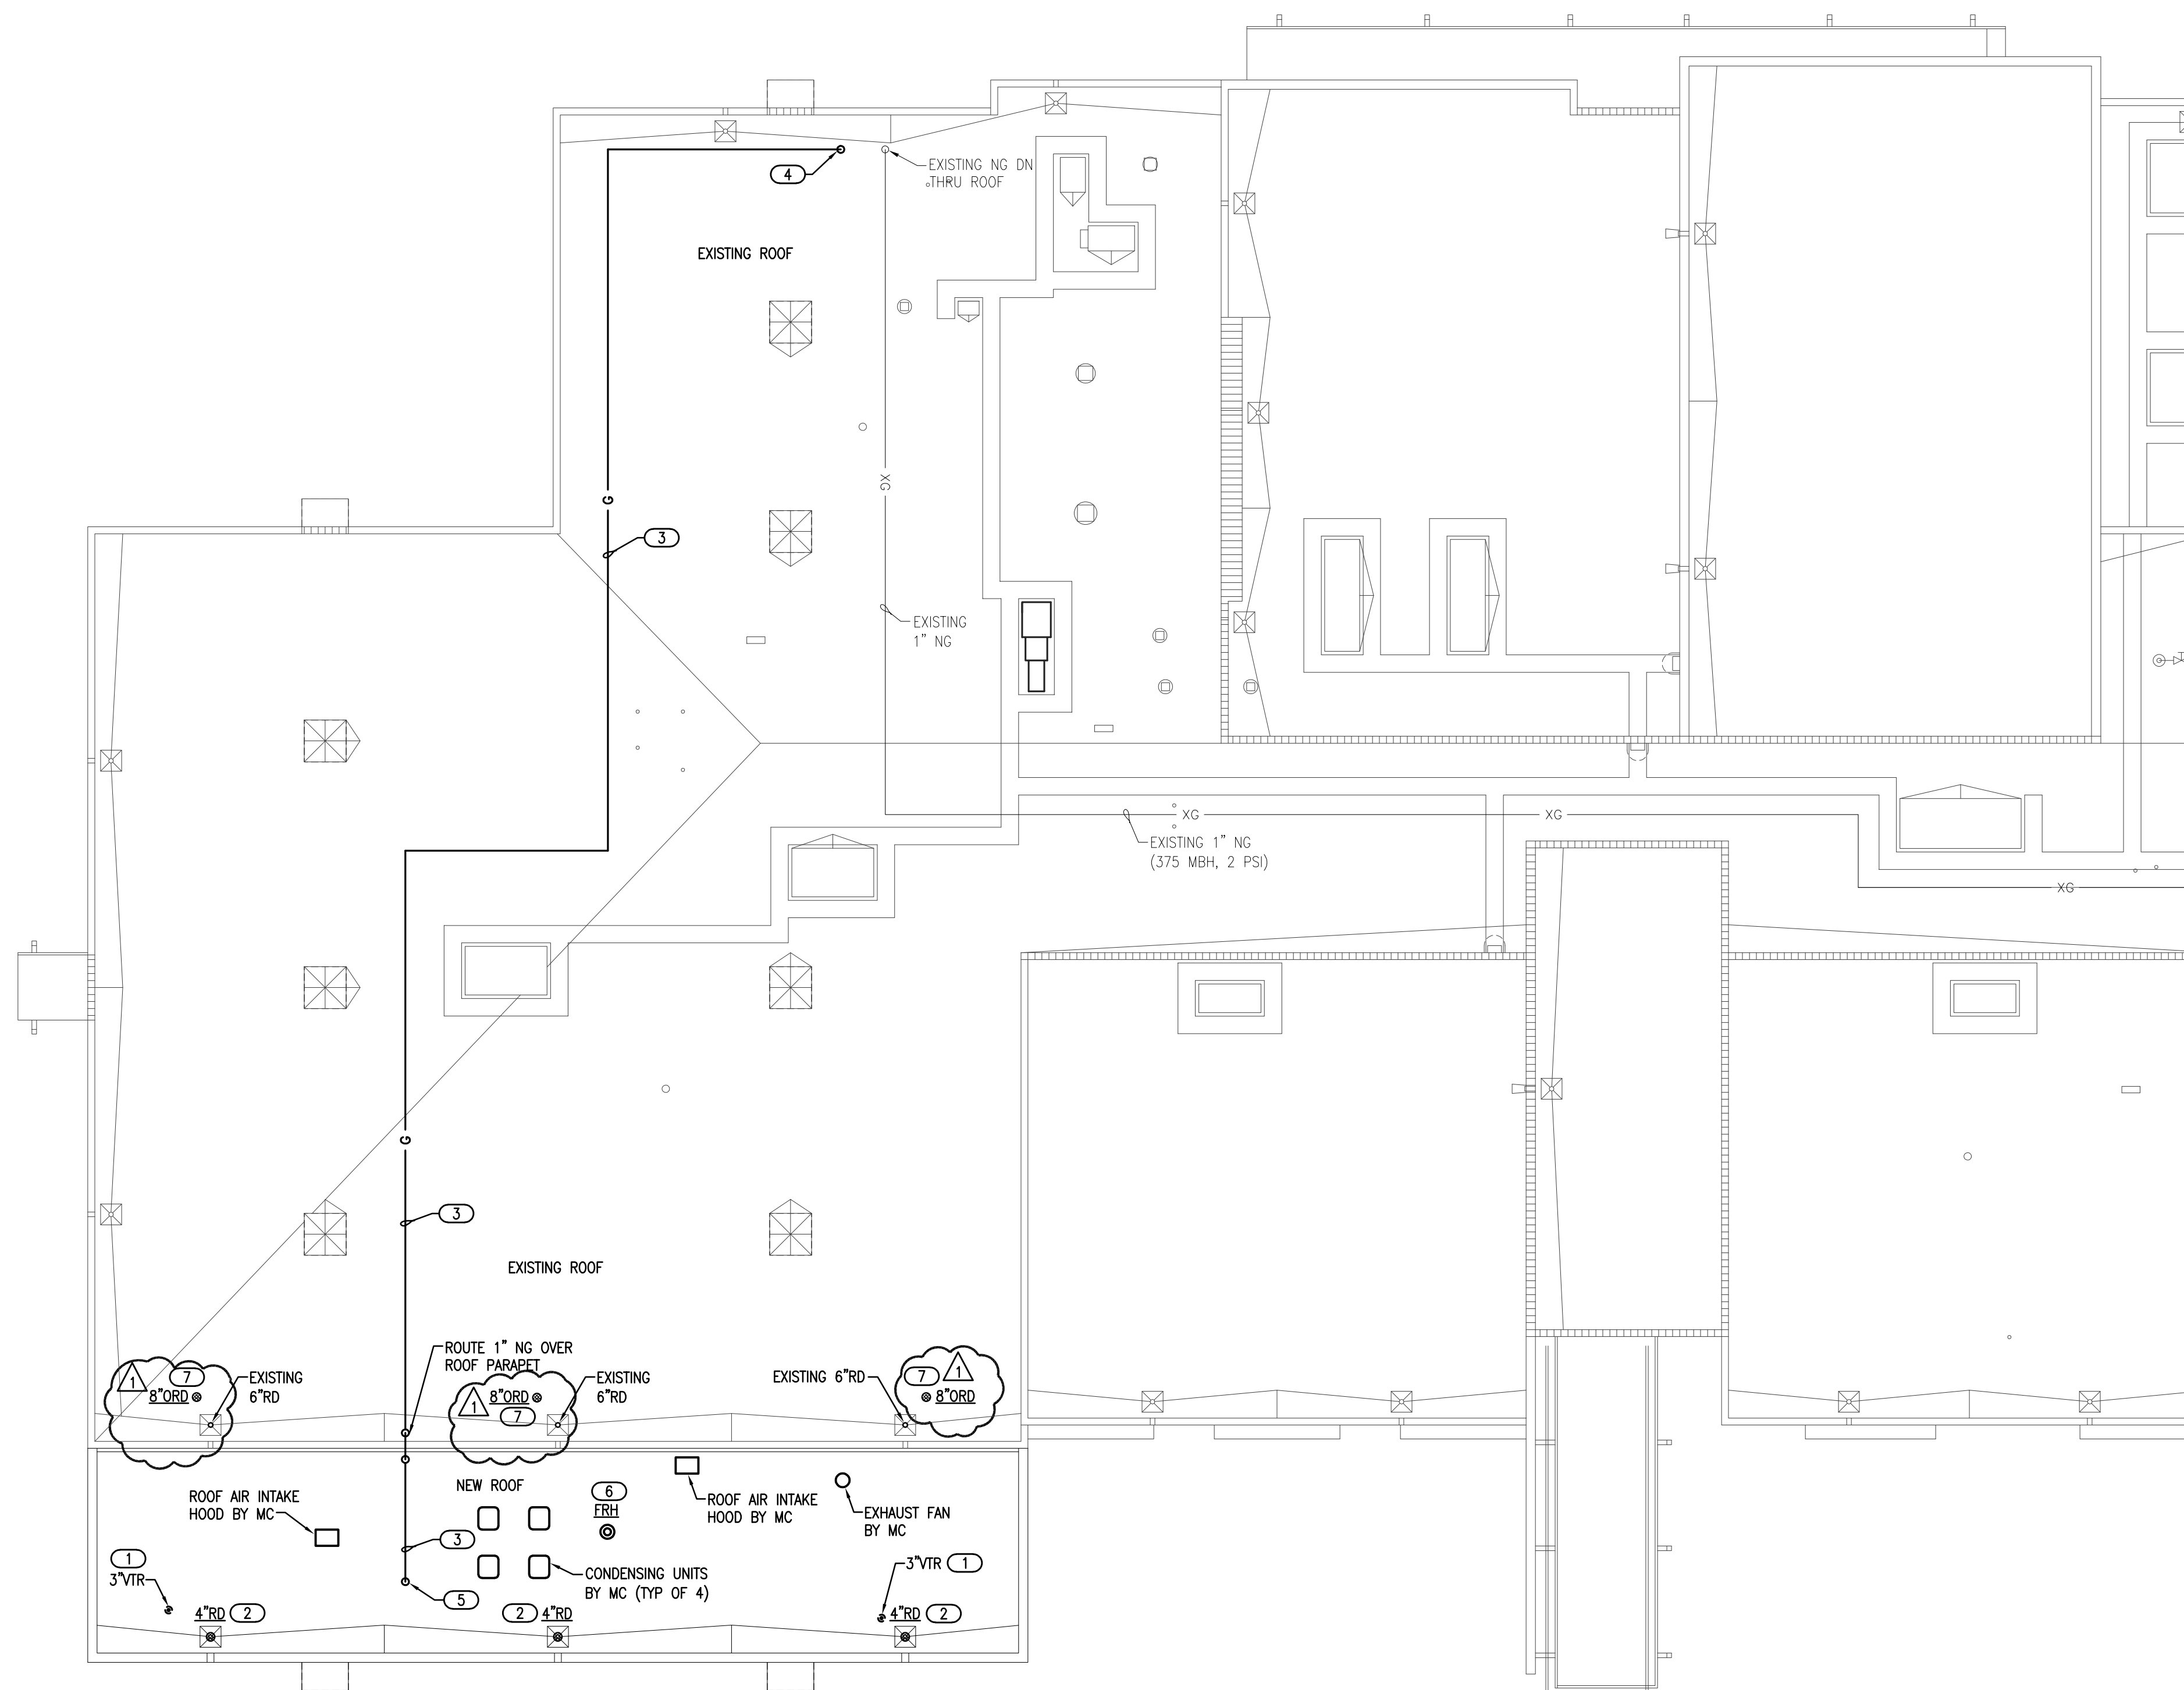 4
EXISTING NG DN
THRU ROOF
EXISTING ROOF
XG
G
3
EXISTING
1" NG
XG
XG
EXISTING 1" NG
(375 MBH, 2 PSI)
XG
G
3
EXISTING ROOF
ROUTE 1" NG OVER
ROOF PARAPET
1
7
8"ORD
EXISTING
6"RD
1
8"ORD
7
EXISTING
6"RD
EXISTING 6"RD
7
1
8"ORD
NEW ROOF
ROOF AIR INTAKE
HOOD BY MC
6
FRH
ROOF AIR INTAKE
HOOD BY MC
EXHAUST FAN
BY MC
3
1
3"VTR
CONDENSING UNITS
BY MC (TYP OF 4)
3"VTR
1
5
4"RD
2
2
4"RD
4"RD
2